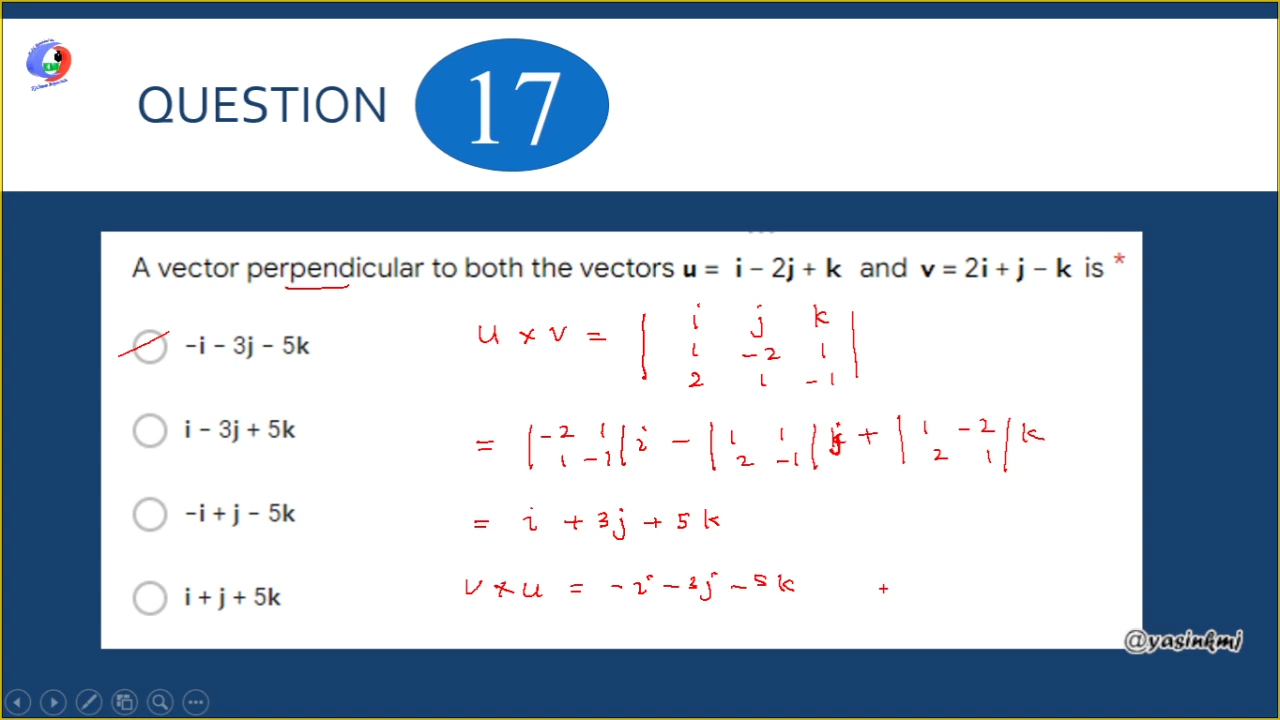 QUESTION 17
A vector perpendicular to both the vectors u = i − 2j + k and v = 2i + j − k is *
-i - 3j - 5k
i - 3j + 5k
-i + j - 5k
i + j + 5k
u × v = | i j k |
| 1 -2 1 |
| 2 1 -1 |
= |-2 1| i - |1 1| j + |1 -2| k
|1 -1| |2 -1| |2 1|
= i + 3j + 5k
v × u = -i - 3j - 5k
@yasinkmj